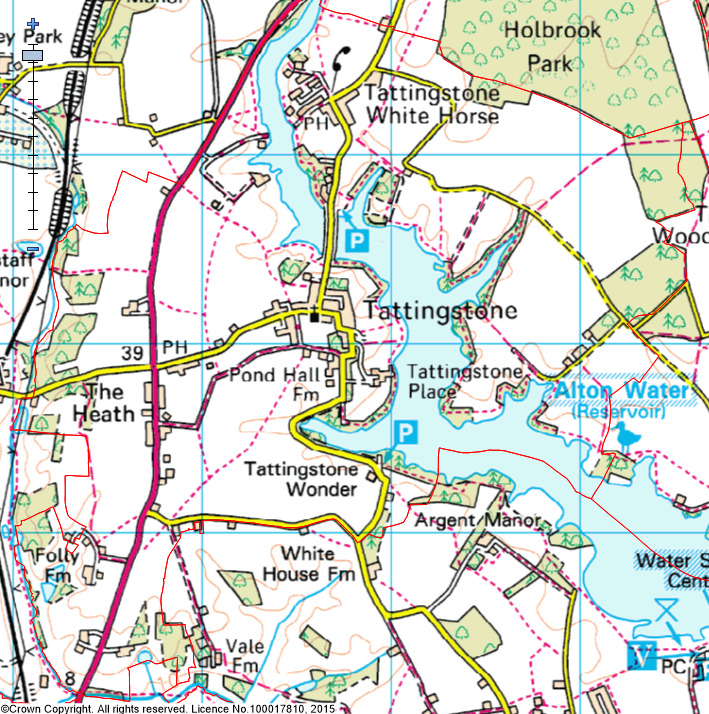 Manor
ey Park
Holbrook
Park
Tattingstone
White Horse
PH
P
T
Wood
staff
nor
Tattingstone
39
PH
Pond Hall
Fm
Tattingstone
Place
Alton Water
(Reservoir)
The
Heath
P
Tattingstone
Wonder
Argent Manor
Folly
Fm
White
House Fm
Water S
Cent
Vale
Fm
V
PC
8
©Crown Copyright. All rights reserved. Licence No.100017810, 2015